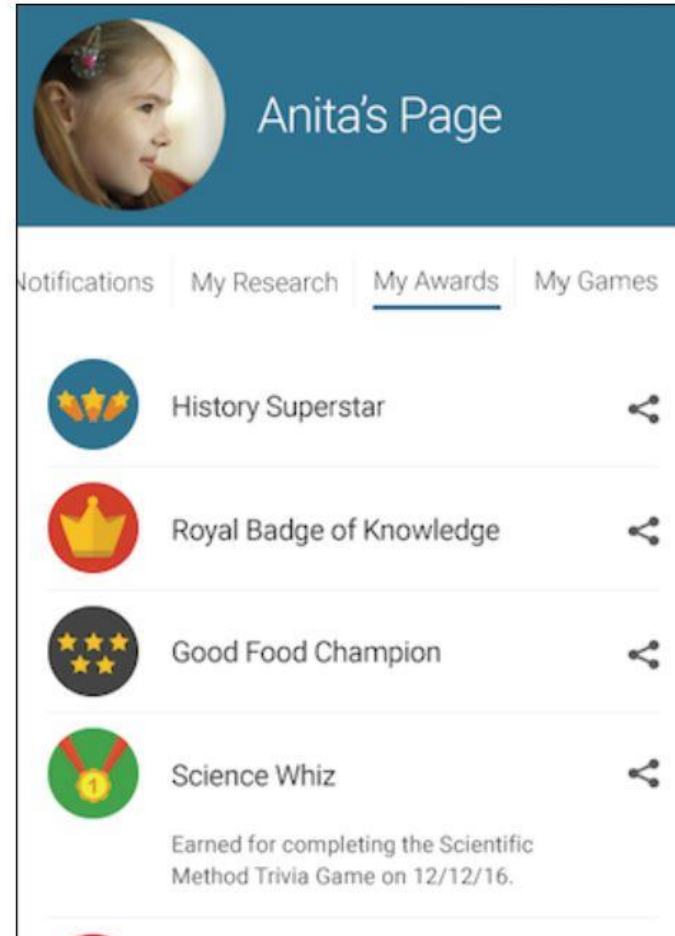 Anita's Page
Notifications My Research My Awards My Games
History Superstar
Royal Badge of Knowledge
Good Food Champion
Science Whiz
1
Earned for completing the Scientific
Method Trivia Game on 12/12/16.